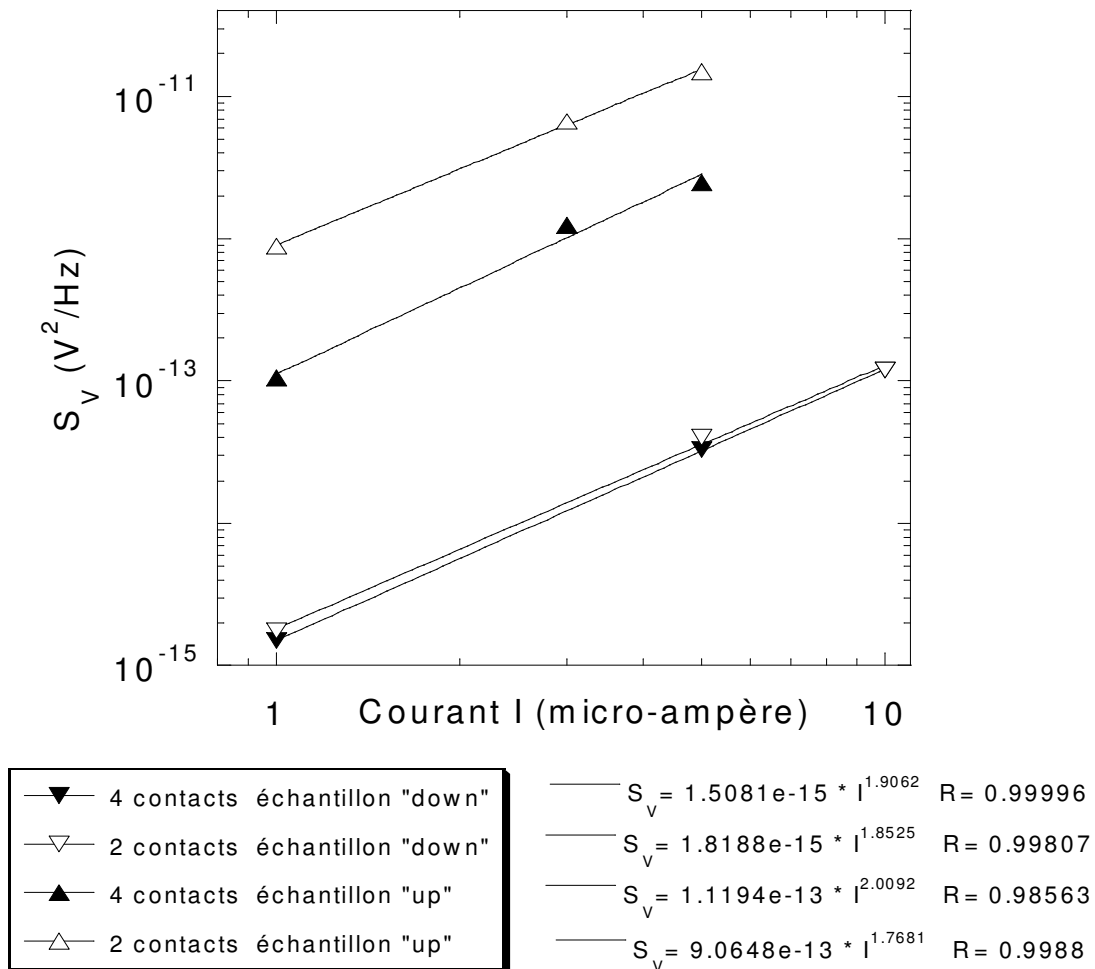 10^-11
10^-13
10^-15
S_V (V^2/Hz)
1
Courant I (micro-ampère)
10
4 contacts échantillon "down"
2 contacts échantillon "down"
4 contacts échantillon "up"
2 contacts échantillon "up"
S_V= 1.5081e-15 * I^1.9062 R= 0.99996
S_V= 1.8188e-15 * I^1.8525 R= 0.99807
S_V= 1.1194e-13 * I^2.0092 R= 0.98563
S_V= 9.0648e-13 * I^1.7681 R= 0.9988